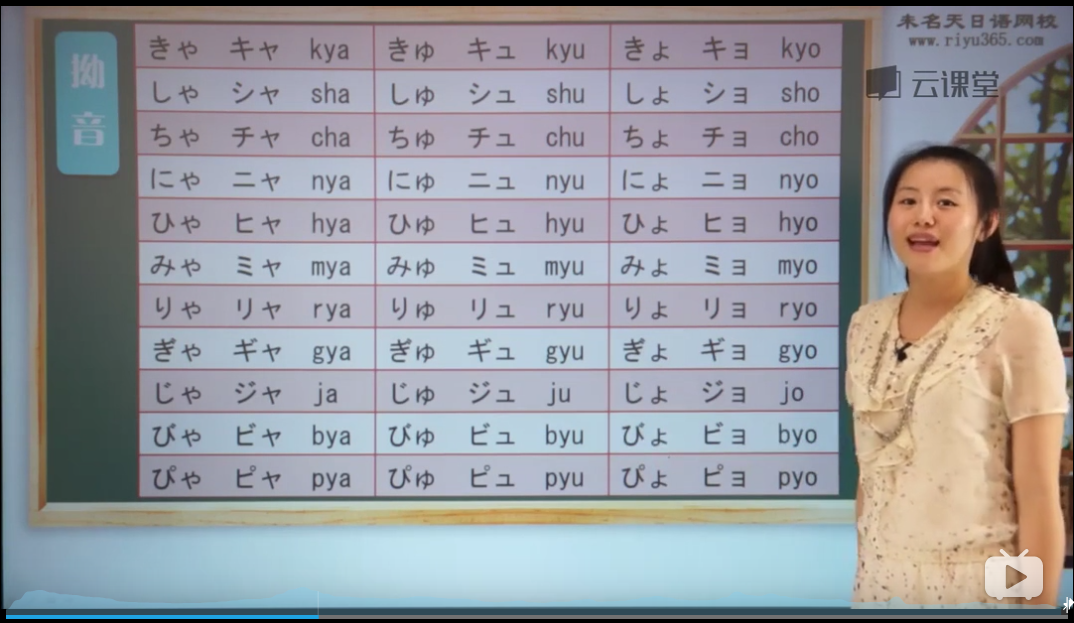 未名天日语网校
www.riyu365.com
云课堂
拗音
きゃ キャ kya きゅ キュ kyu きょ キョ kyo
しゃ シャ sha しゅ シュ shu しょ ショ sho
ちゃ チャ cha ちゅ チュ chu ちょ チョ cho
にゃ ニャ nya にゅ ニュ nyu にょ ニョ nyo
ひゃ ヒャ hya ひゅ ヒュ hyu ひょ ヒョ hyo
みゃ ミャ mya みゅ ミュ myu みょ ミョ myo
りゃ リャ rya りゅ リュ ryu りょ リョ ryo
ぎゃ ギャ gya ぎゅ ギュ gyu ぎょ ギョ gyo
じゃ ジャ ja じゅ ジュ ju じょ ジョ jo
びゃ ビャ bya びゅ ビュ byu びょ ビョ byo
ぴゃ ピャ pya ぴゅ ピュ pyu ぴょ ピョ pyo